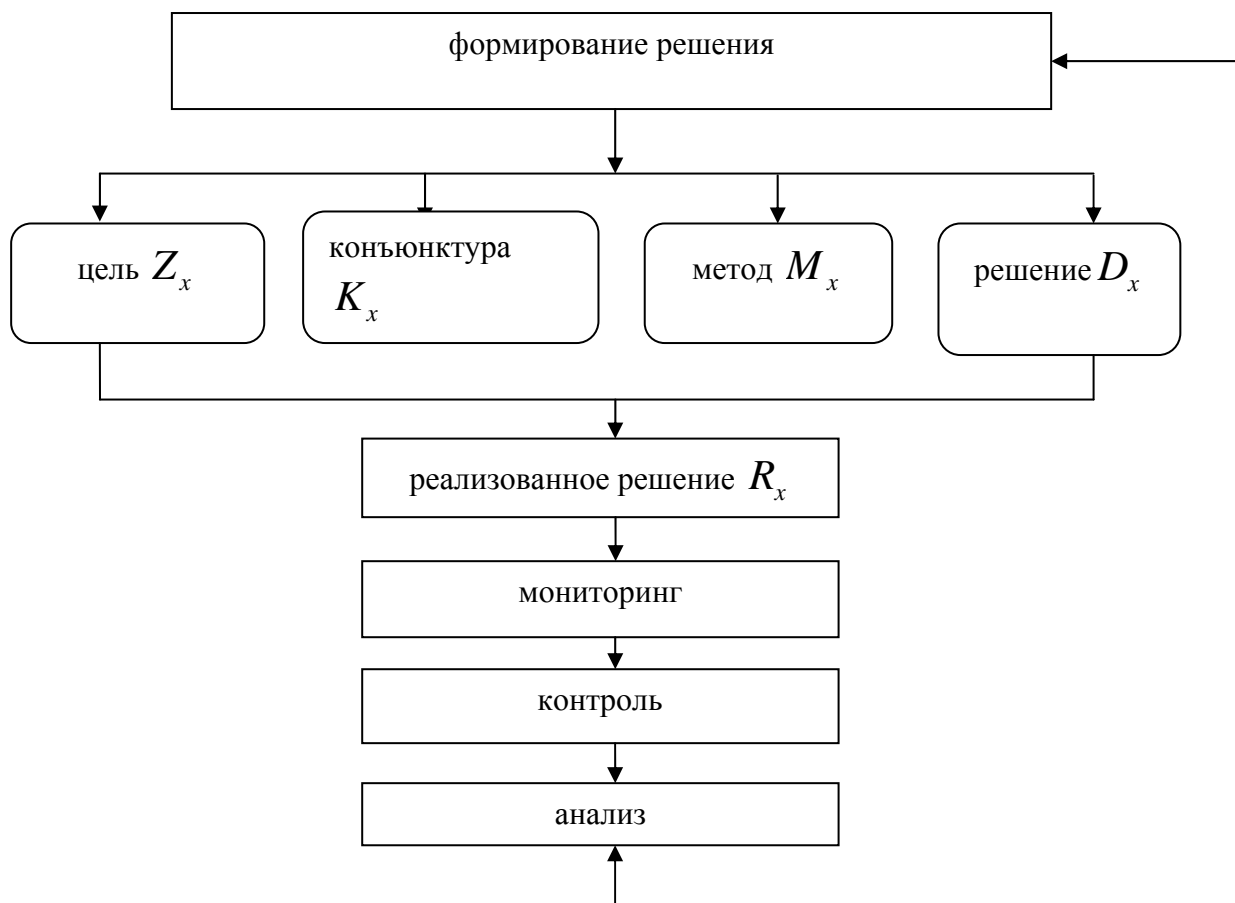 формирование решения
цель Z_x
конъюнктура
K_x
метод M_x
решение D_x
реализованное решение R_x
мониторинг
контроль
анализ